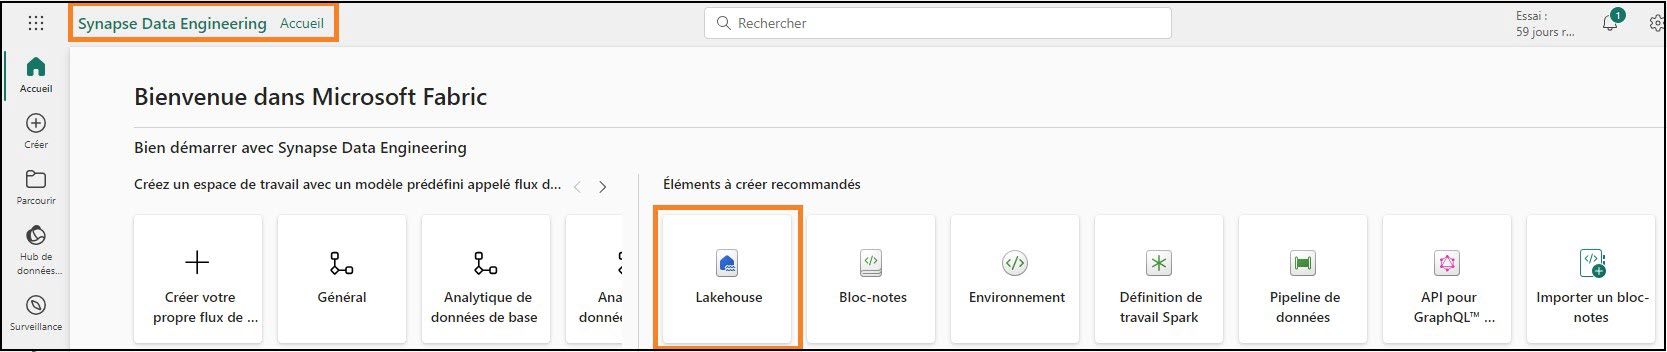 Synapse Data Engineering Accueil
Rechercher
Essai :
59 jours r...
1
Accueil
Créer
Parcourir
Hub de
données...
Surveillance
Bienvenue dans Microsoft Fabric
Bien démarrer avec Synapse Data Engineering
Créez un espace de travail avec un modèle prédéfini appelé flux d...
Créer votre
propre flux de ...
Général
Analytique de
données de base
Ana
donnée
Éléments à créer recommandés
Lakehouse
Bloc-notes
Environnement
Définition de
travail Spark
Pipeline de
données
API pour
GraphQL™ ...
Importer un bloc-
notes